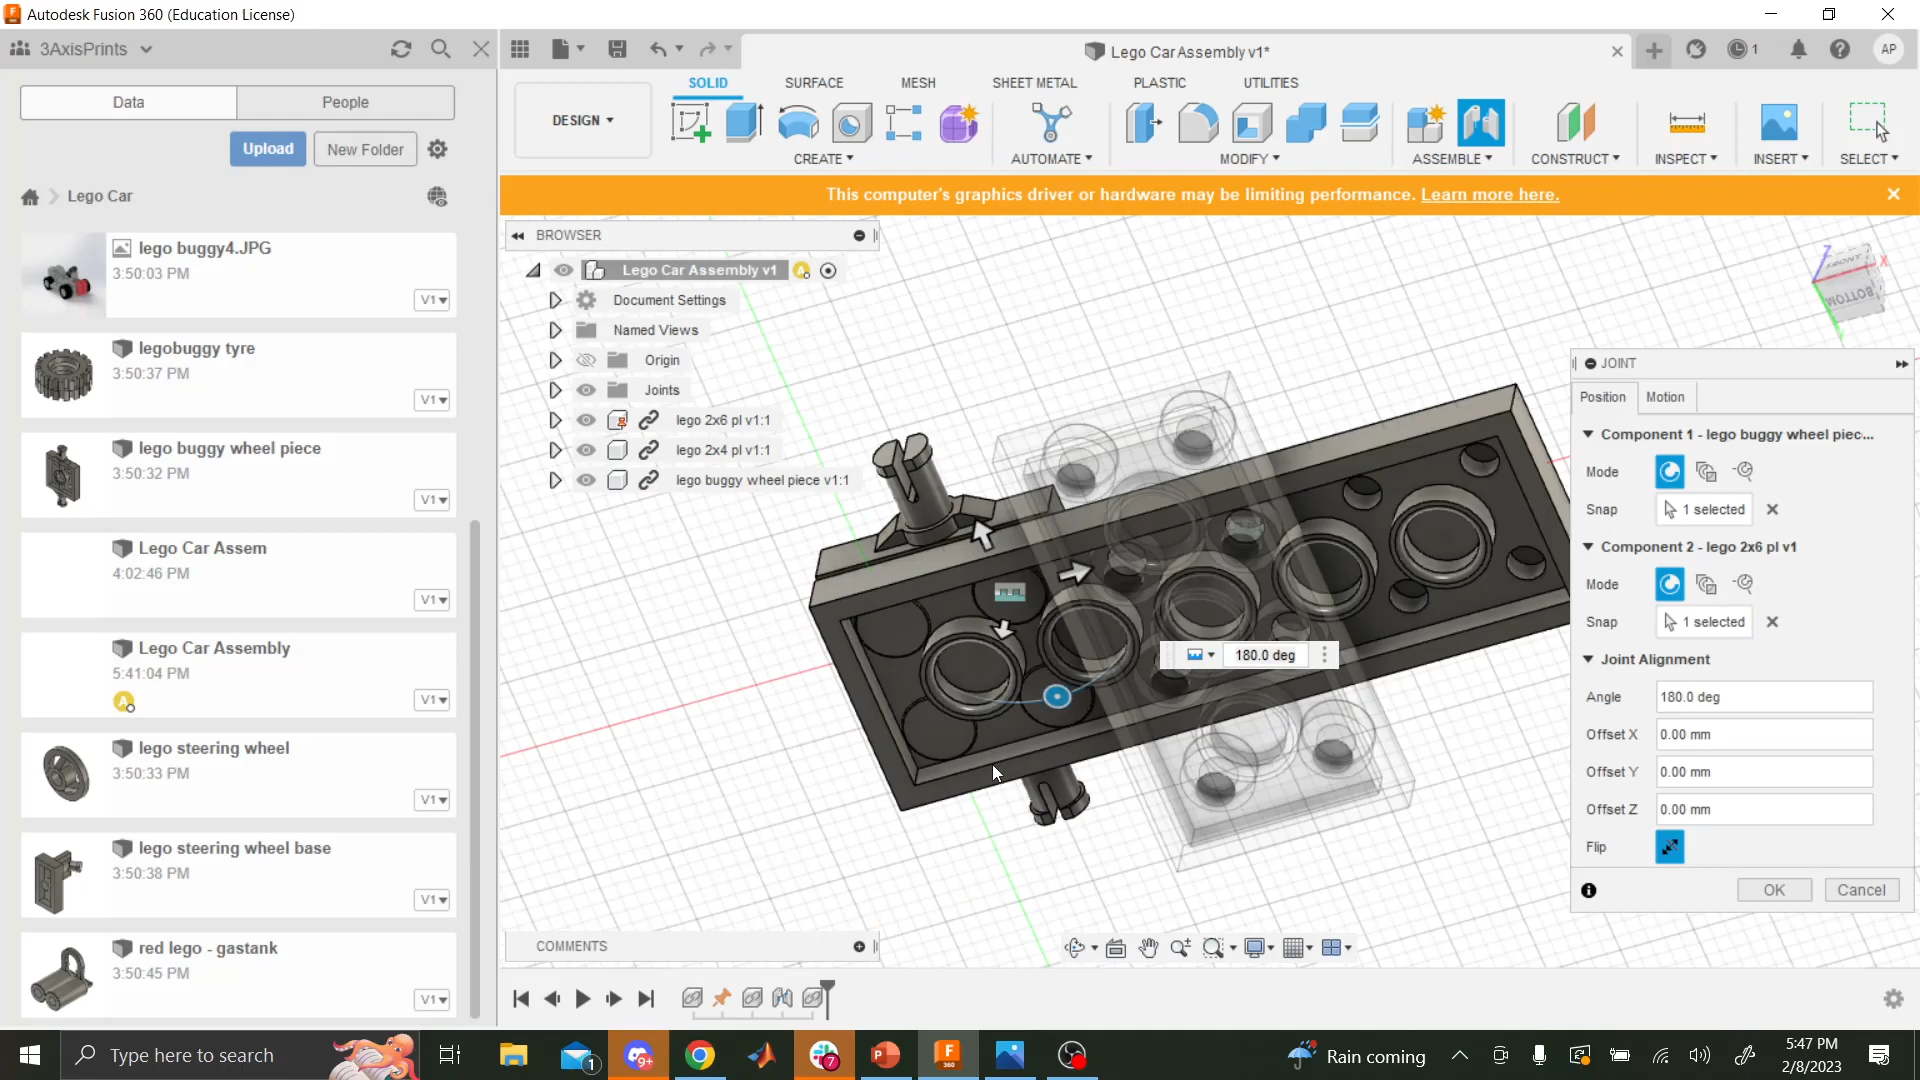 Autodesk Fusion 360 (Education License)
3AxisPrints
Lego Car Assembly v1*
1
AP
Data
People
Upload
New Folder
Lego Car
lego buggy4.JPG
3:50:03 PM
V1
legobuggy tyre
3:50:37 PM
V1
lego buggy wheel piece
3:50:32 PM
V1
Lego Car Assem
4:02:46 PM
V1
Lego Car Assembly
5:41:04 PM
V1
lego steering wheel
3:50:33 PM
V1
lego steering wheel base
3:50:38 PM
V1
red lego - gastank
3:50:45 PM
V1
DESIGN
SOLID
SURFACE
MESH
SHEET METAL
PLASTIC
UTILITIES
CREATE
AUTOMATE
MODIFY
ASSEMBLE
CONSTRUCT
INSPECT
INSERT
SELECT
This computer's graphics driver or hardware may be limiting performance. Learn more here.
BROWSER
Lego Car Assembly v1
Document Settings
Named Views
Origin
Joints
lego 2x6 pl v1:1
lego 2x4 pl v1:1
lego buggy wheel piece v1:1
Z
X
BOTTOM
180.0 deg
JOINT
Position
Motion
Component 1 - lego buggy wheel piec...
Mode
Snap
1 selected
Component 2 - lego 2x6 pl v1
Mode
Snap
1 selected
Joint Alignment
Angle
180.0 deg
Offset X
0.00 mm
Offset Y
0.00 mm
Offset Z
0.00 mm
Flip
OK
Cancel
COMMENTS
Type here to search
1
9+
7
P
F
360
Rain coming
5:47 PM
2/8/2023